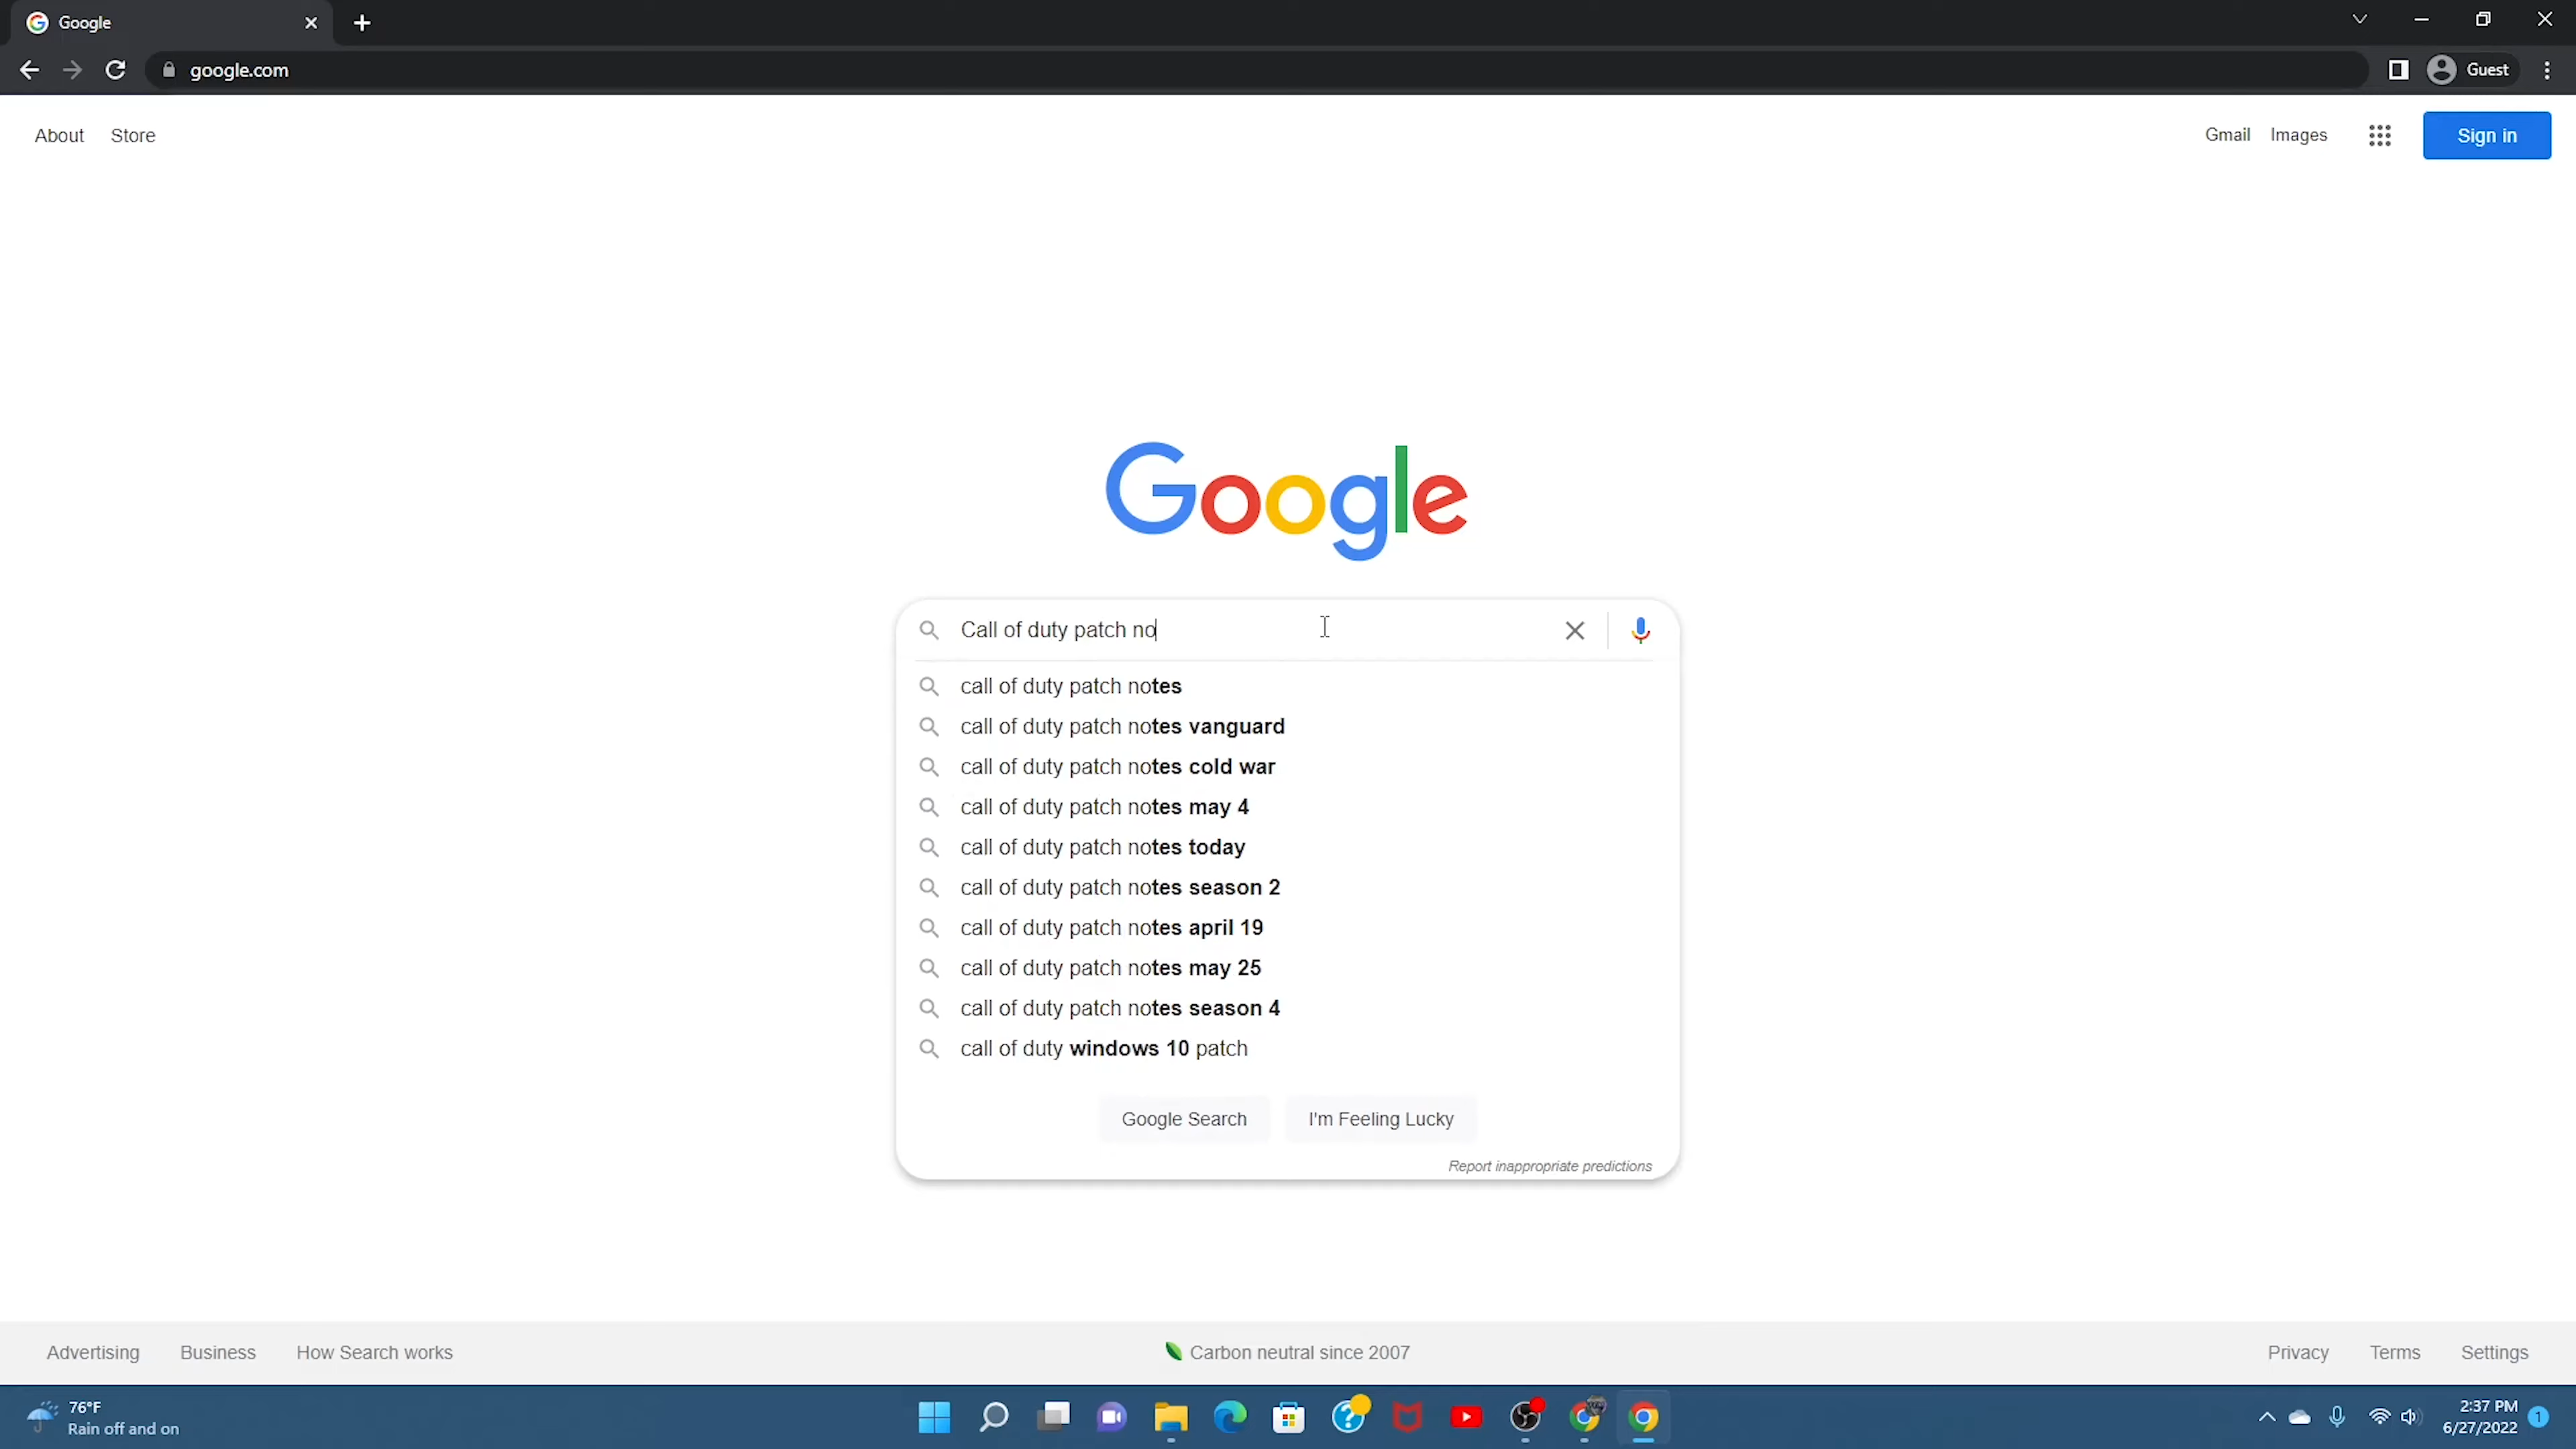 Google
google.com
Guest
About Store
Gmail Images Sign in
Google
Call of duty patch no
call of duty patch notes
call of duty patch notes vanguard
call of duty patch notes cold war
call of duty patch notes may 4
call of duty patch notes today
call of duty patch notes season 2
call of duty patch notes april 19
call of duty patch notes may 25
call of duty patch notes season 4
call of duty windows 10 patch
Google Search I'm Feeling Lucky
Report inappropriate predictions
Advertising Business How Search works Carbon neutral since 2007 Privacy Terms Settings
76°F
Rain off and on
2:37 PM
6/27/2022
1